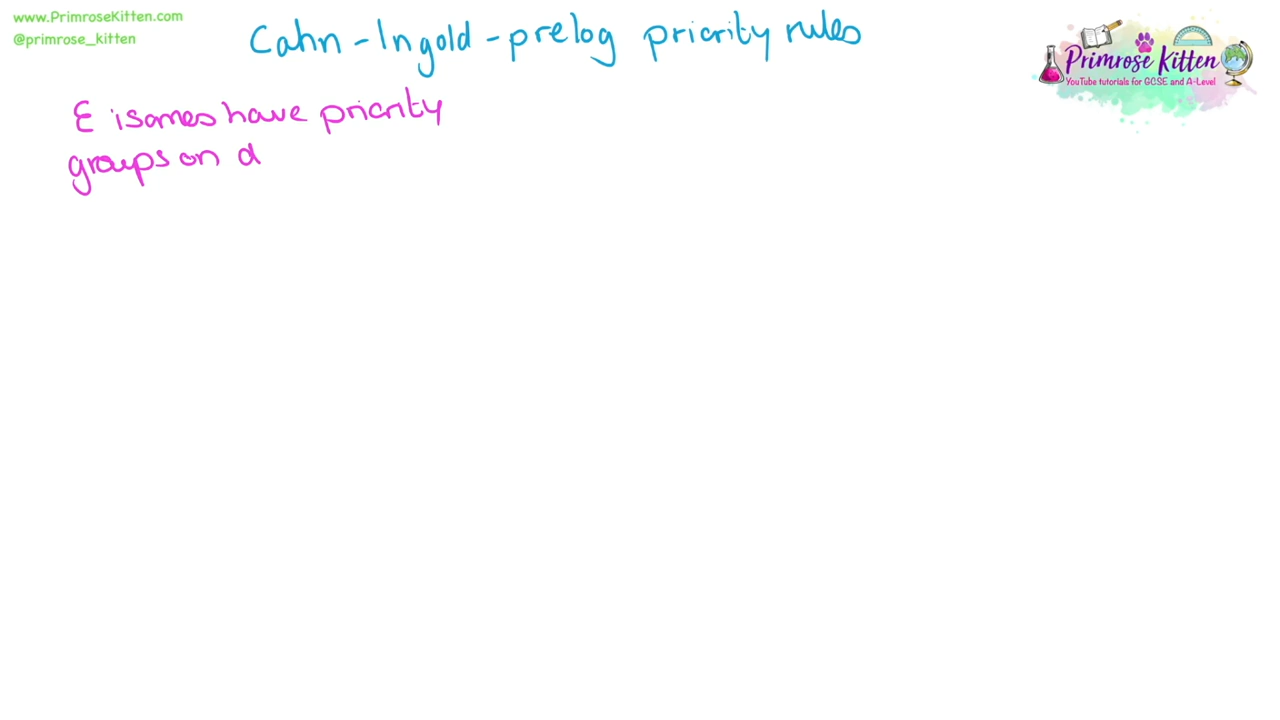 www.PrimroseKitten.com
@primrose_kitten
Cahn-Ingold-prelog priority rules
Primrose Kitten
YouTube tutorials for GCSE and A-Level
E isomers have priority
groups on d